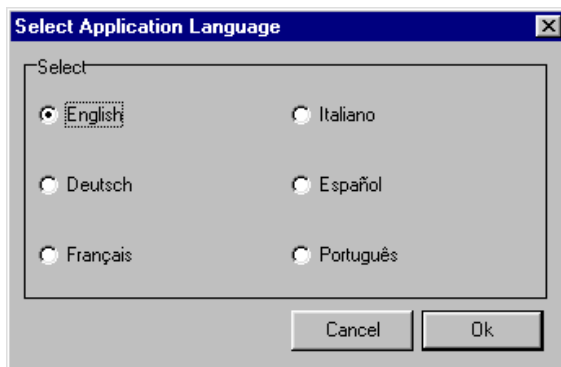 Select Application Language
Select
English Italiano
Deutsch Español
Français Português
Cancel Ok